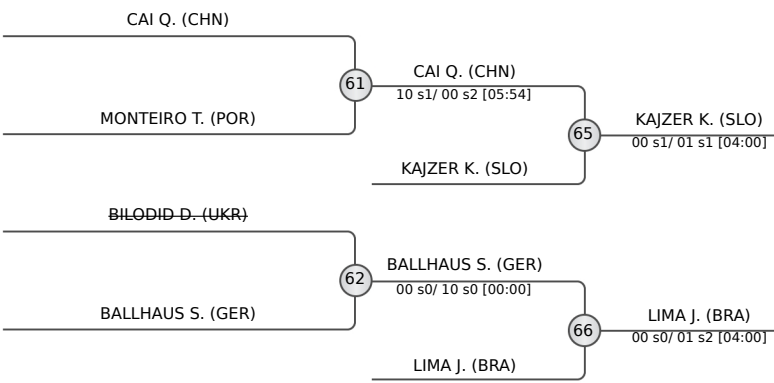 CAI Q. (CHN)
61
MONTEIRO T. (POR)
CAI Q. (CHN)
10 s1/ 00 s2 [05:54]
65
KAJZER K. (SLO)
KAJZER K. (SLO)
00 s1/ 01 s1 [04:00]
BILODID D. (UKR)
62
BALLHAUS S. (GER)
BALLHAUS S. (GER)
00 s0/ 10 s0 [00:00]
66
LIMA J. (BRA)
LIMA J. (BRA)
00 s0/ 01 s2 [04:00]